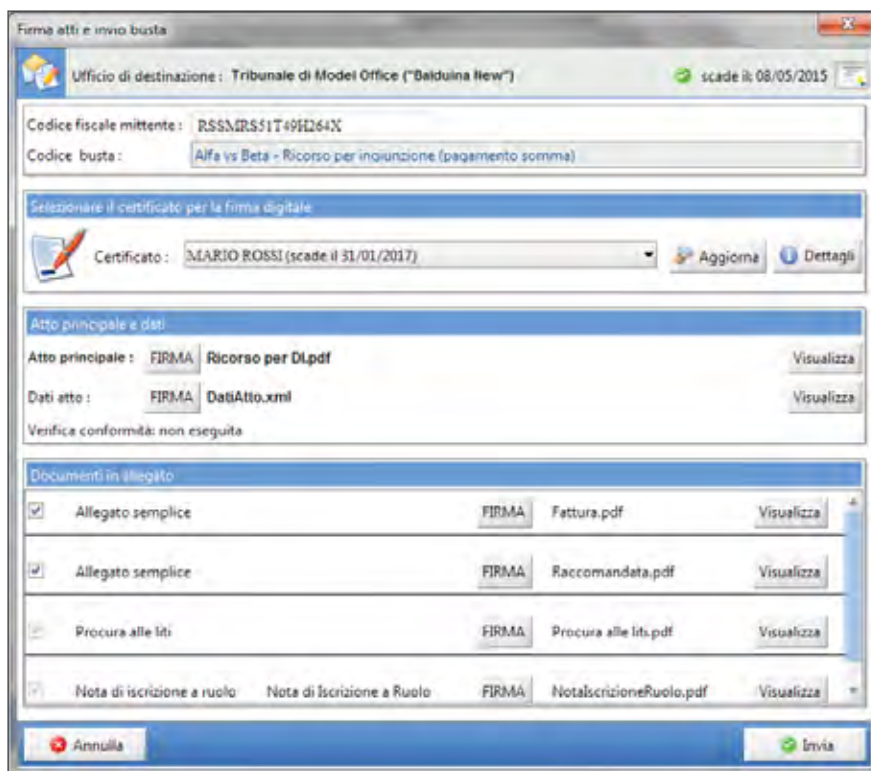 Firma atti e invio busta
Ufficio di destinazione : Tribunale di Model Office ("Balduina New") scade il: 08/05/2015
Codice fiscale mittente : RSSMRS51T49H264X
Codice busta : Alfa vs Beta - Ricorso per ingiunzione (pagamento somma)
Selezionare il certificato per la firma digitale
Certificato : MARIO ROSSI (scade il 31/01/2017) Aggiorna Dettagli
Atto principale e dati
Atto principale : FIRMA Ricorso per DI.pdf Visualizza
Dati atto : FIRMA DatiAtto.xml Visualizza
Verifica conformità: non eseguita
Documenti in allegato
Allegato semplice FIRMA Fattura.pdf Visualizza
Allegato semplice FIRMA Raccomandata.pdf Visualizza
Procura alle liti FIRMA Procura alle liti.pdf Visualizza
Nota di iscrizione a ruolo Nota di Iscrizione a Ruolo FIRMA NotaIscrizioneRuolo.pdf Visualizza
Annulla Invia